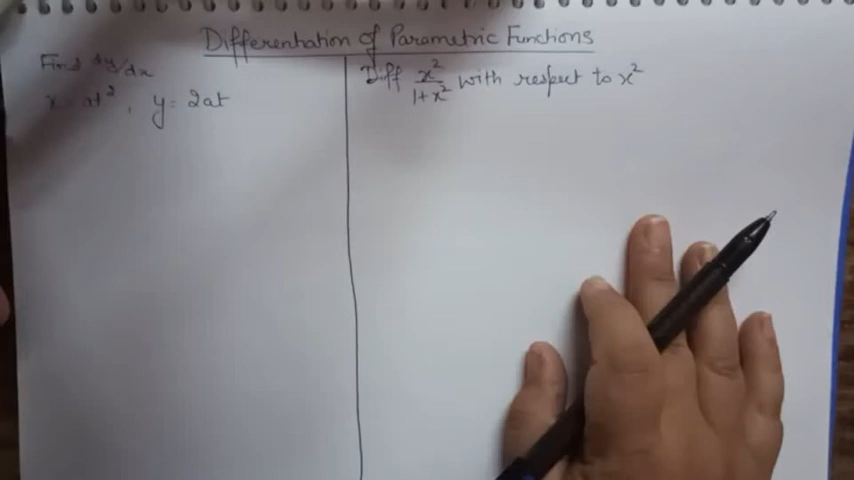 Differentiation of Parametric Functions
Find dy/dx
x = at², y = 2at
Diff x²/1+x² with respect to x²